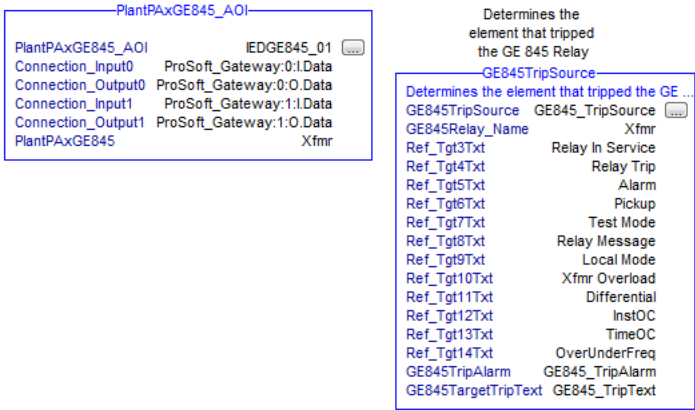 PlantPAxGE845_AOI
PlantPAxGE845_AOI IEDGE845_01 ...
Connection_Input0 ProSoft_Gateway:0:I.Data
Connection_Output0 ProSoft_Gateway:0:O.Data
Connection_Input1 ProSoft_Gateway:1:I.Data
Connection_Output1 ProSoft_Gateway:1:O.Data
PlantPAxGE845 Xfmr
Determines the
element that tripped
the GE 845 Relay
GE845TripSource
Determines the element that tripped the GE ...
GE845TripSource GE845_TripSource ...
GE845Relay_Name Xfmr
Ref_Tgt3Txt Relay In Service
Ref_Tgt4Txt Relay Trip
Ref_Tgt5Txt Alarm
Ref_Tgt6Txt Pickup
Ref_Tgt7Txt Test Mode
Ref_Tgt8Txt Relay Message
Ref_Tgt9Txt Local Mode
Ref_Tgt10Txt Xfmr Overload
Ref_Tgt11Txt Differential
Ref_Tgt12Txt InstOC
Ref_Tgt13Txt TimeOC
Ref_Tgt14Txt OverUnderFreq
GE845TripAlarm GE845_TripAlarm
GE845TargetTripText GE845_TripText